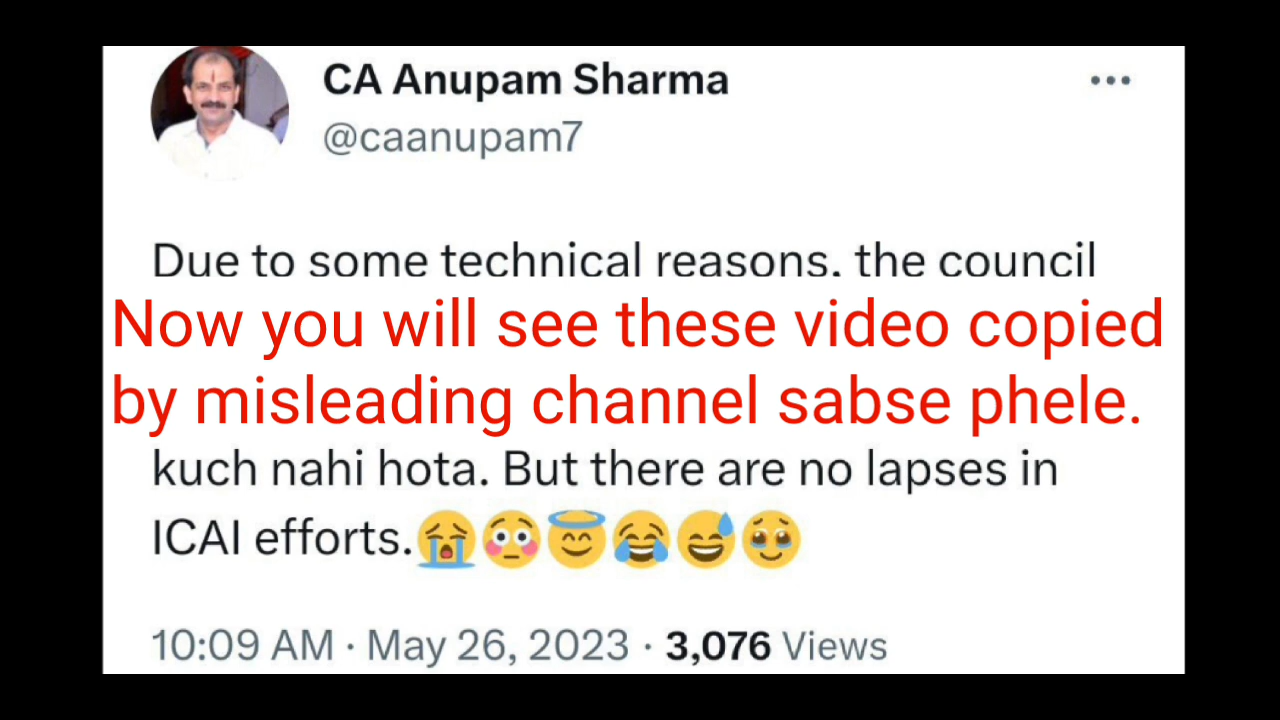 CA Anupam Sharma
@caanupam7
Due to some technical reasons, the council
Now you will see these video copied
by misleading channel sabse phele.
kuch nahi hota. But there are no lapses in
ICAI efforts.😭😳😇😂😅🥹
10:09 AM · May 26, 2023 · 3,076 Views